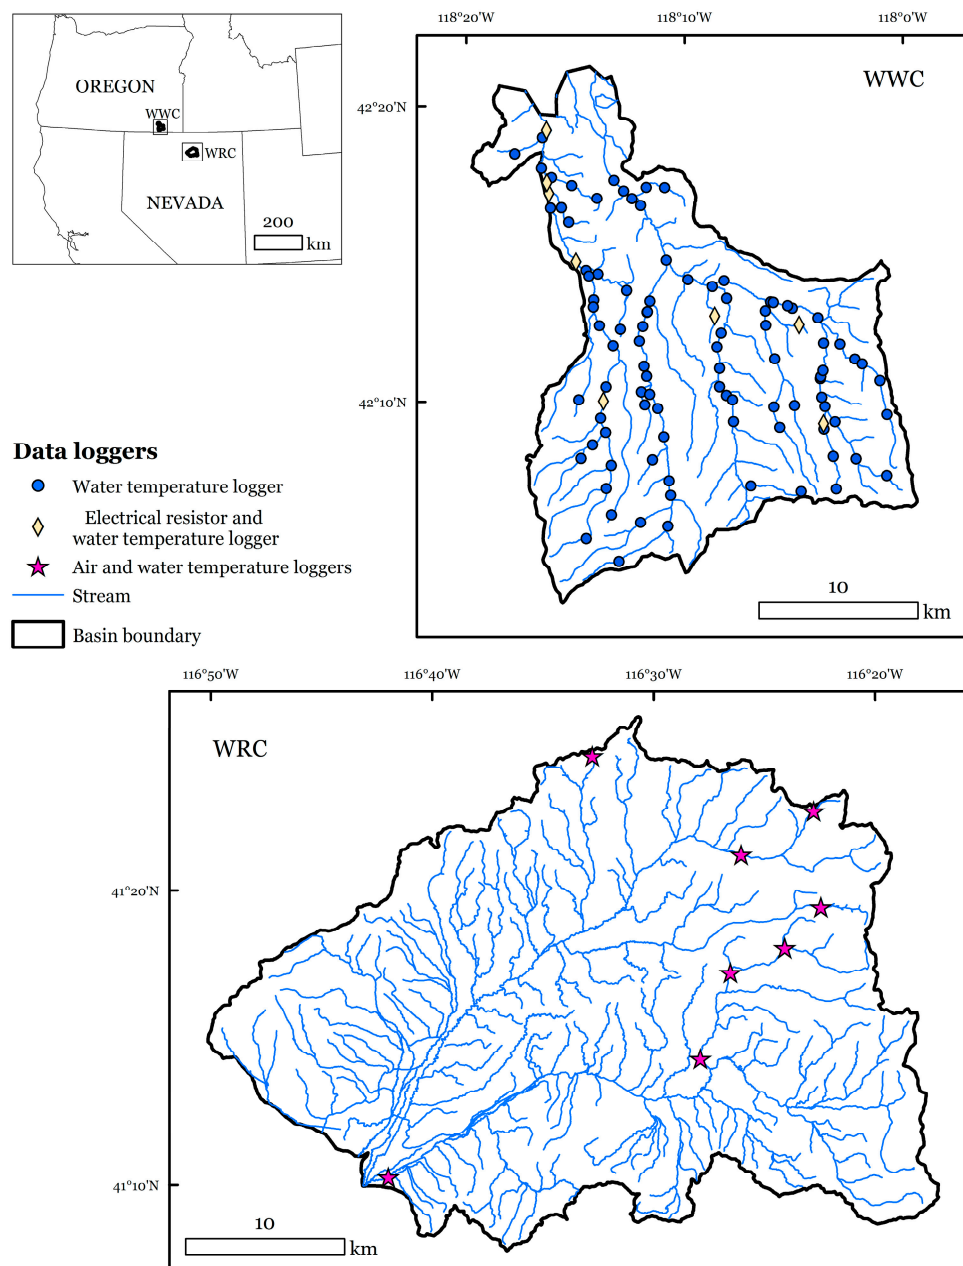 118°20'W
118°10'W
118°0'W
OREGON
WWC
WRC
NEVADA
200
km
WWC
42°20'N
42°10'N
10
km
Data loggers
Water temperature logger
Electrical resistor and
water temperature logger
Air and water temperature loggers
Stream
Basin boundary
116°50'W
116°40'W
116°30'W
116°20'W
WRC
41°20'N
41°10'N
10
km